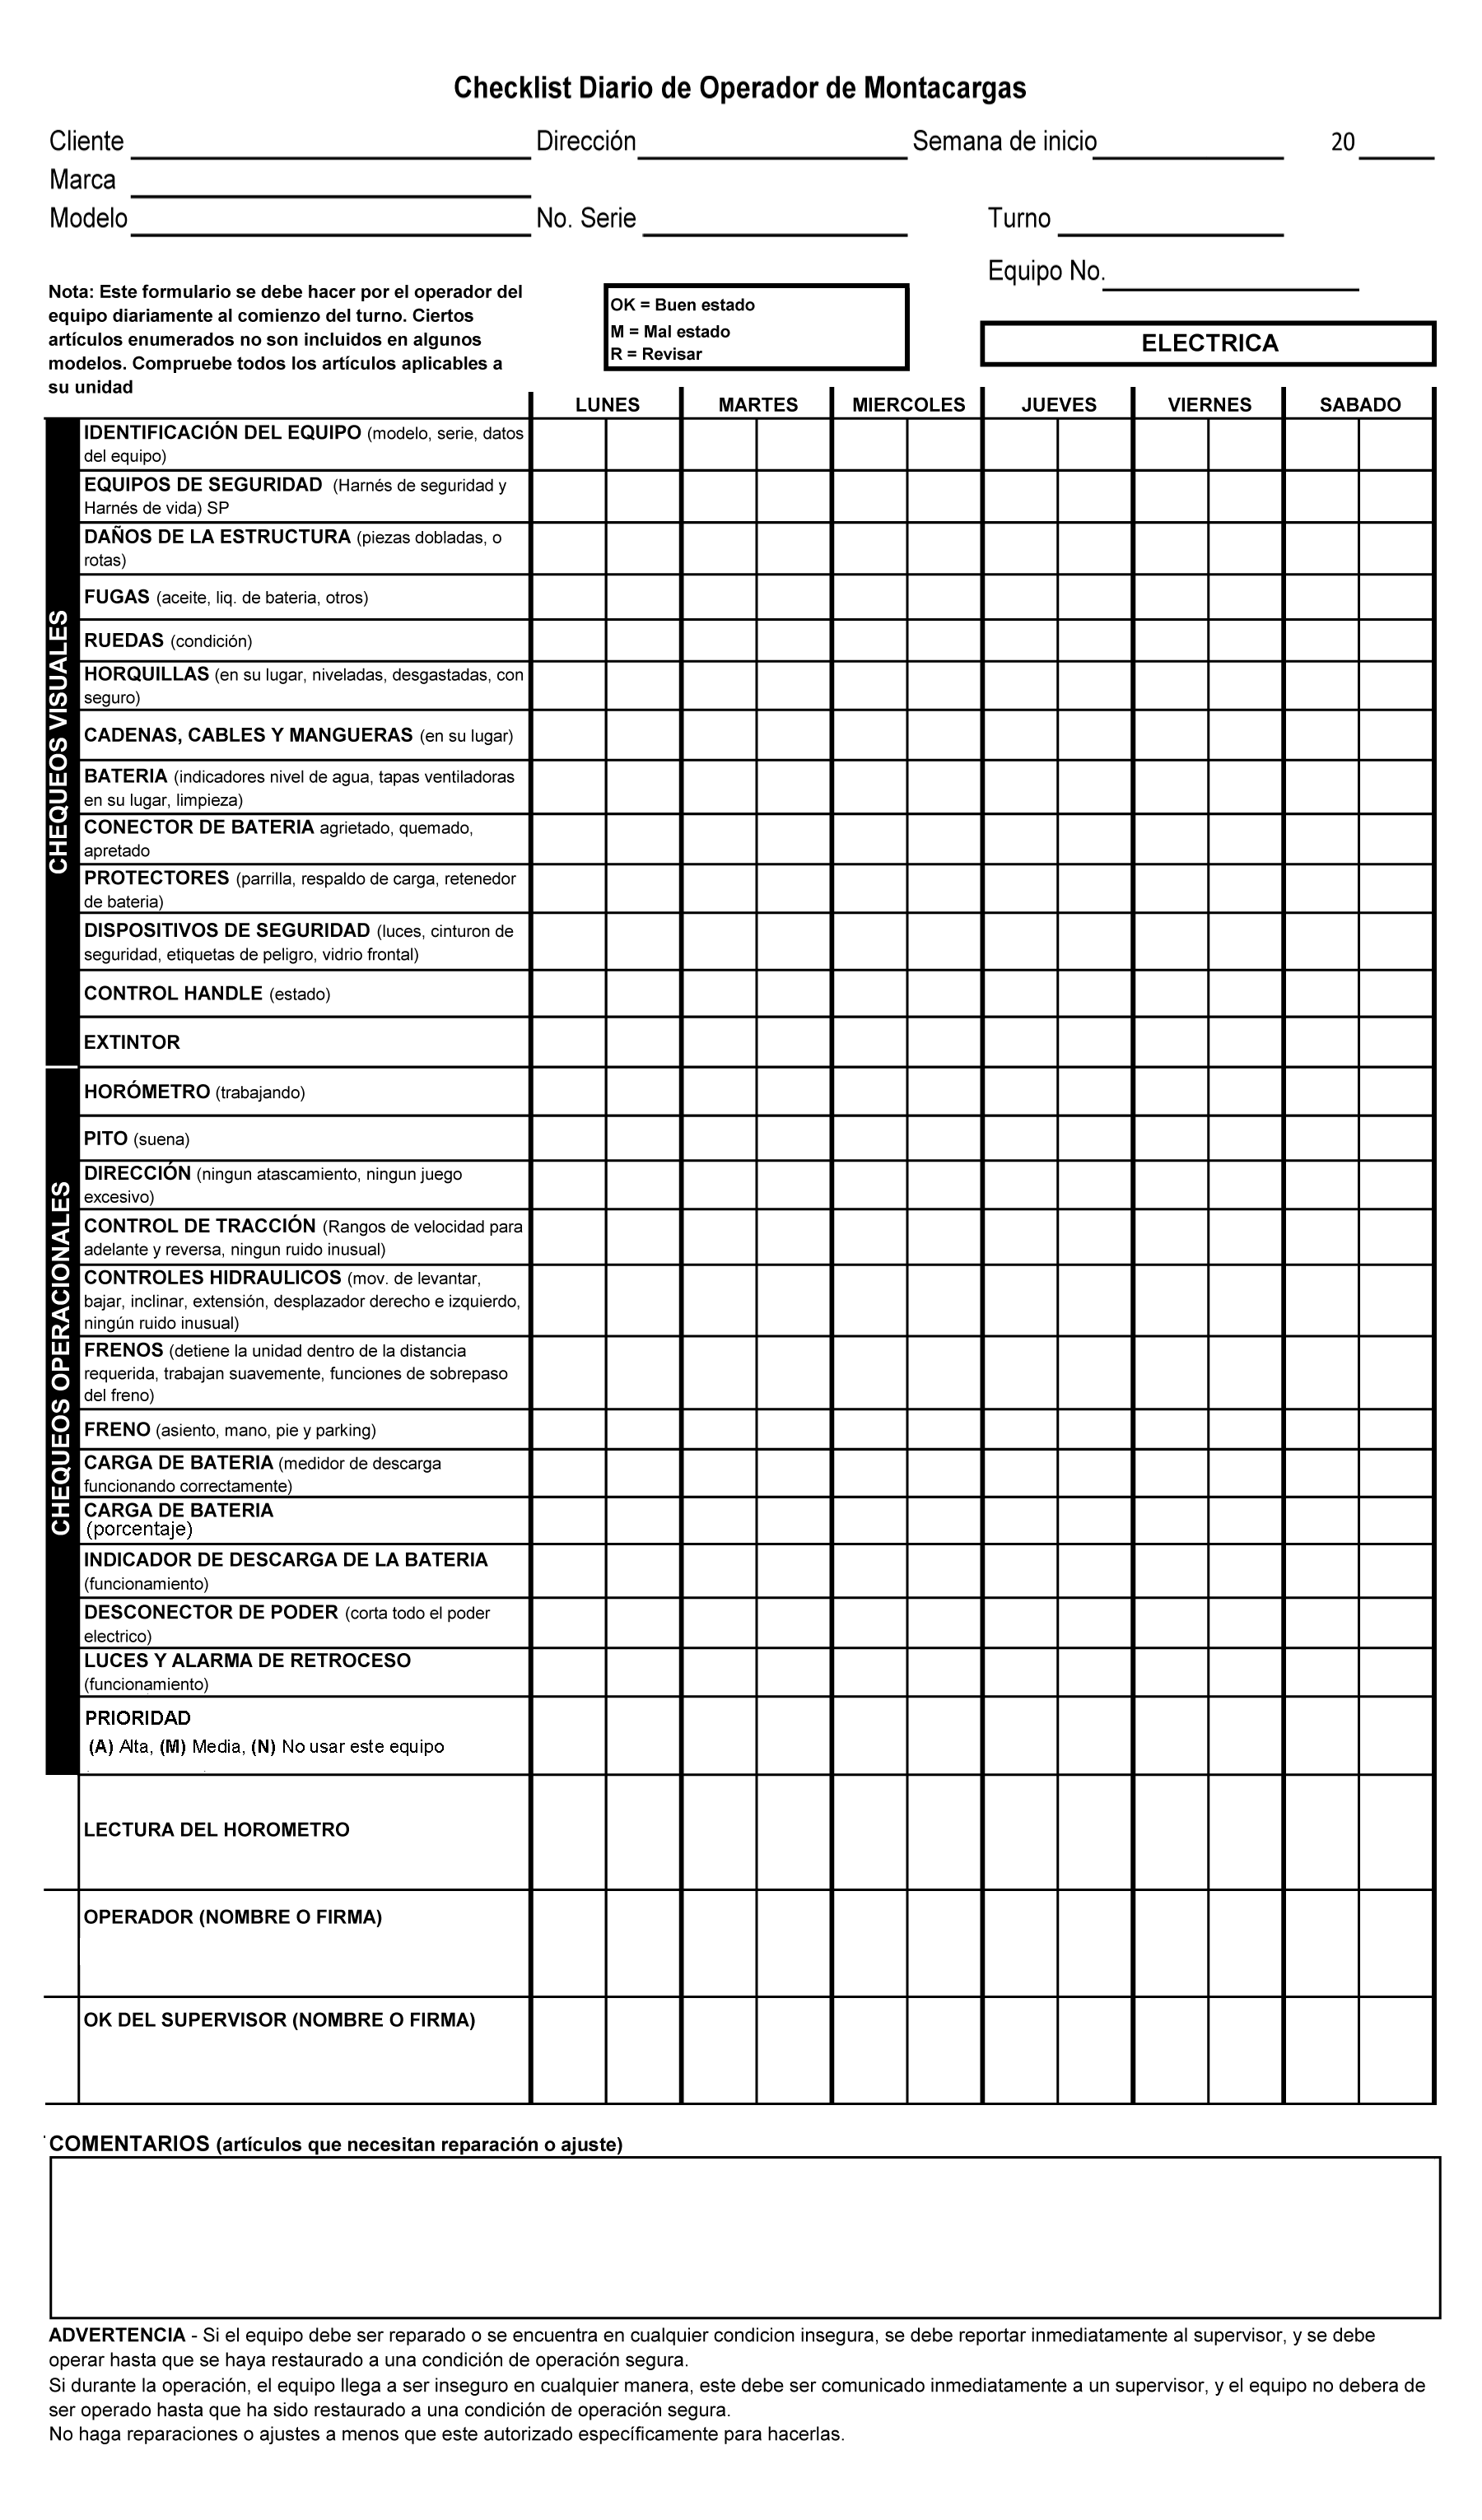 Checklist Diario de Operador de Montacargas
Cliente Dirección Semana de inicio 20
Marca
Modelo No. Serie Turno
Equipo No.
Nota: Este formulario se debe hacer por el operador del
equipo diariamente al comienzo del turno. Ciertos
artículos enumerados no son incluidos en algunos
modelos. Compruebe todos los artículos aplicables a
su unidad
OK = Buen estado
M = Mal estado
R = Revisar
ELECTRICA
LUNES MARTES MIERCOLES JUEVES VIERNES SABADO
CHEQUEOS VISUALES
IDENTIFICACIÓN DEL EQUIPO (modelo, serie, datos
del equipo)
EQUIPOS DE SEGURIDAD (Harnés de seguridad y
Harnés de vida) SP
DAÑOS DE LA ESTRUCTURA (piezas dobladas, o
rotas)
FUGAS (aceite, liq. de bateria, otros)
RUEDAS (condición)
HORQUILLAS (en su lugar, niveladas, desgastadas, con
seguro)
CADENAS, CABLES Y MANGUERAS (en su lugar)
BATERIA (indicadores nivel de agua, tapas ventiladoras
en su lugar, limpieza)
CONECTOR DE BATERIA agrietado, quemado,
apretado
PROTECTORES (parrilla, respaldo de carga, retenedor
de bateria)
DISPOSITIVOS DE SEGURIDAD (luces, cinturon de
seguridad, etiquetas de peligro, vidrio frontal)
CONTROL HANDLE (estado)
EXTINTOR
CHEQUEOS OPERACIONALES
HORÓMETRO (trabajando)
PITO (suena)
DIRECCIÓN (ningun atascamiento, ningun juego
excesivo)
CONTROL DE TRACCIÓN (Rangos de velocidad para
adelante y reversa, ningun ruido inusual)
CONTROLES HIDRAULICOS (mov. de levantar,
bajar, inclinar, extensión, desplazador derecho e izquierdo,
ningún ruido inusual)
FRENOS (detiene la unidad dentro de la distancia
requerida, trabajan suavemente, funciones de sobrepaso
del freno)
FRENO (asiento, mano, pie y parking)
CARGA DE BATERIA (medidor de descarga
funcionando correctamente)
CARGA DE BATERIA
(porcentaje)
INDICADOR DE DESCARGA DE LA BATERIA
(funcionamiento)
DESCONECTOR DE PODER (corta todo el poder
electrico)
LUCES Y ALARMA DE RETROCESO
(funcionamiento)
PRIORIDAD
(A) Alta, (M) Media, (N) No usar este equipo
LECTURA DEL HOROMETRO
OPERADOR (NOMBRE O FIRMA)
OK DEL SUPERVISOR (NOMBRE O FIRMA)
COMENTARIOS (artículos que necesitan reparación o ajuste)
ADVERTENCIA - Si el equipo debe ser reparado o se encuentra en cualquier condicion insegura, se debe reportar inmediatamente al supervisor, y se debe
operar hasta que se haya restaurado a una condición de operación segura.
Si durante la operación, el equipo llega a ser inseguro en cualquier manera, este debe ser comunicado inmediatamente a un supervisor, y el equipo no debera de
ser operado hasta que ha sido restaurado a una condición de operación segura.
No haga reparaciones o ajustes a menos que este autorizado específicamente para hacerlas.